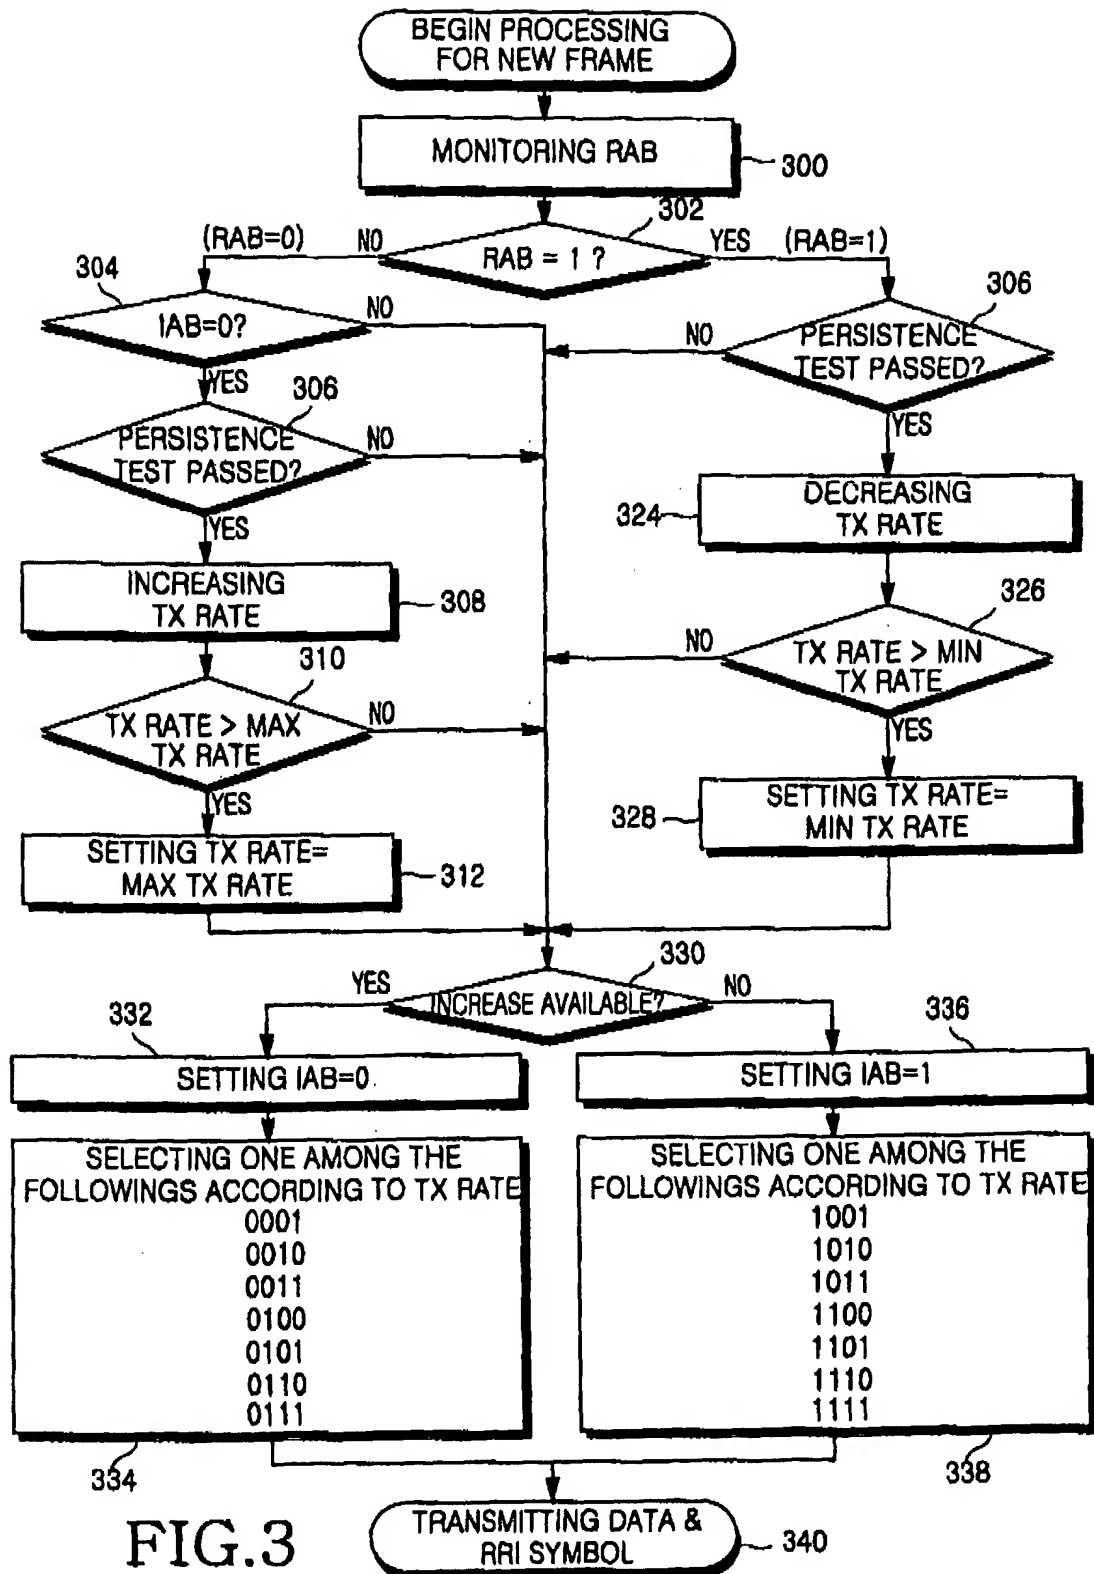 BEGIN PROCESSING
FOR NEW FRAME
MONITORING RAB
300
302
RAB = 1 ?
(RAB=0)
NO
YES
(RAB=1)
304
IAB=0?
NO
YES
306
PERSISTENCE
TEST PASSED?
NO
YES
306
PERSISTENCE
TEST PASSED?
NO
YES
INCREASING
TX RATE
308
324
DECREASING
TX RATE
310
TX RATE > MAX
TX RATE
NO
YES
326
TX RATE > MIN
TX RATE
NO
YES
SETTING TX RATE=
MAX TX RATE
312
328
SETTING TX RATE=
MIN TX RATE
330
INCREASE AVAILABLE?
YES
NO
332
SETTING IAB=0
336
SETTING IAB=1
SELECTING ONE AMONG THE
FOLLOWINGS ACCORDING TO TX RATE
0001
0010
0011
0100
0101
0110
0111
334
SELECTING ONE AMONG THE
FOLLOWINGS ACCORDING TO TX RATE
1001
1010
1011
1100
1101
1110
1111
338
TRANSMITTING DATA &
RRI SYMBOL
340
FIG.3